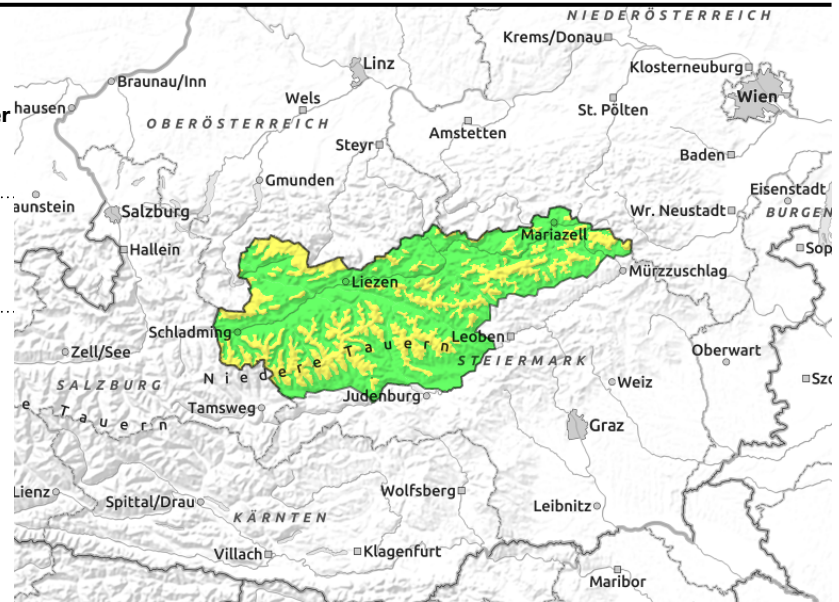 NIEDERÖSTERREICH
Krems/Donau
Linz
Klosterneuburg
Braunau/Inn
Wien
Wels
hausen
er
St. Pölten
OBERÖSTERREICH
Amstetten
Steyr
Baden
Gmunden
Eisenstadt
aunstein
Salzburg
Wr. Neustadt
BURGEN
Mariazell
Hallein
Sop
Mürzzuschlag
Liezen
Schladming
Leoben
Niedere Tauern
Zell/See
STEIERMARK
Oberwart
SALZBURG
Weiz
Szo
Judenburg
Tamsweg
e Tauern
Graz
Lienz
Wolfsberg
Spittal/Drau
Leibnitz
KÄRNTEN
Villach
Klagenfurt
Maribor